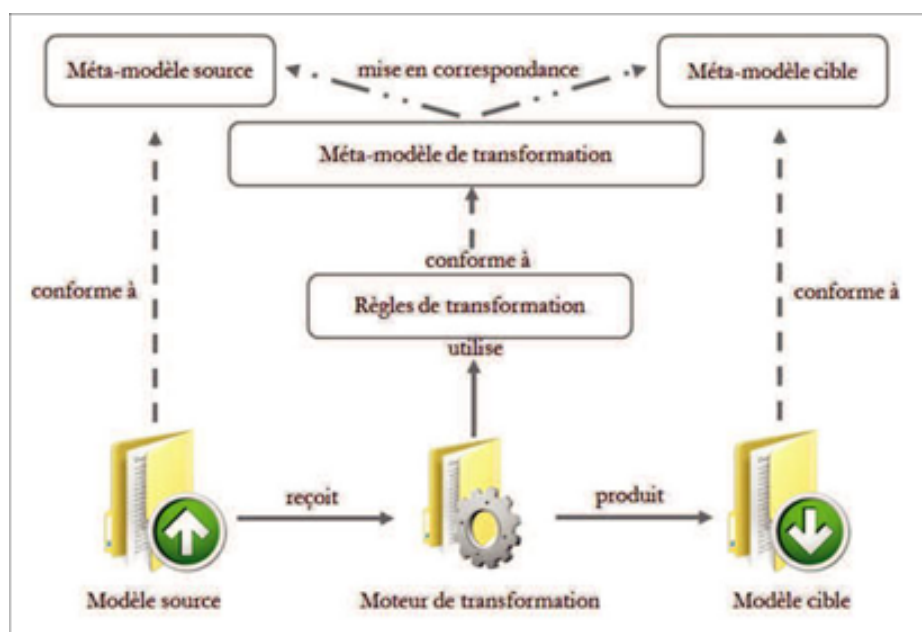 Méta-modèle source
mise en correspondance
Méta-modèle cible
Méta-modèle de transformation
conforme à
conforme à
conforme à
Règles de transformation
utilise
reçoit
produit
Modèle source
Moteur de transformation
Modèle cible